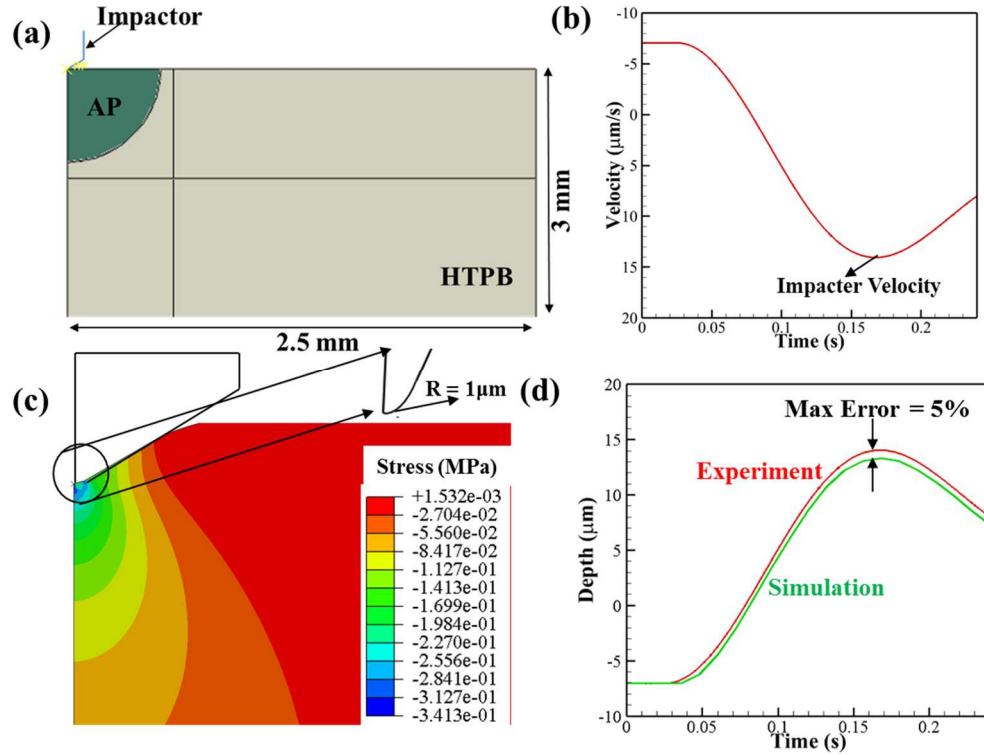 (a)
Impactor
AP
HTPB
3 mm
2.5 mm
(b)
-10
-5
0
5
10
15
20
Velocity (μm/s)
Impacter Velocity
0 0.05 0.1 0.15 0.2
Time (s)
(c)
R = 1μm
Stress (MPa)
+1.532e-03
-2.704e-02
-5.560e-02
-8.417e-02
-1.127e-01
-1.413e-01
-1.699e-01
-1.984e-01
-2.270e-01
-2.556e-01
-2.841e-01
-3.127e-01
-3.413e-01
(d)
20
15
10
5
0
-5
-10
Depth (μm)
Max Error = 5%
Experiment
Simulation
0 0.05 0.1 0.15 0.2
Time (s)